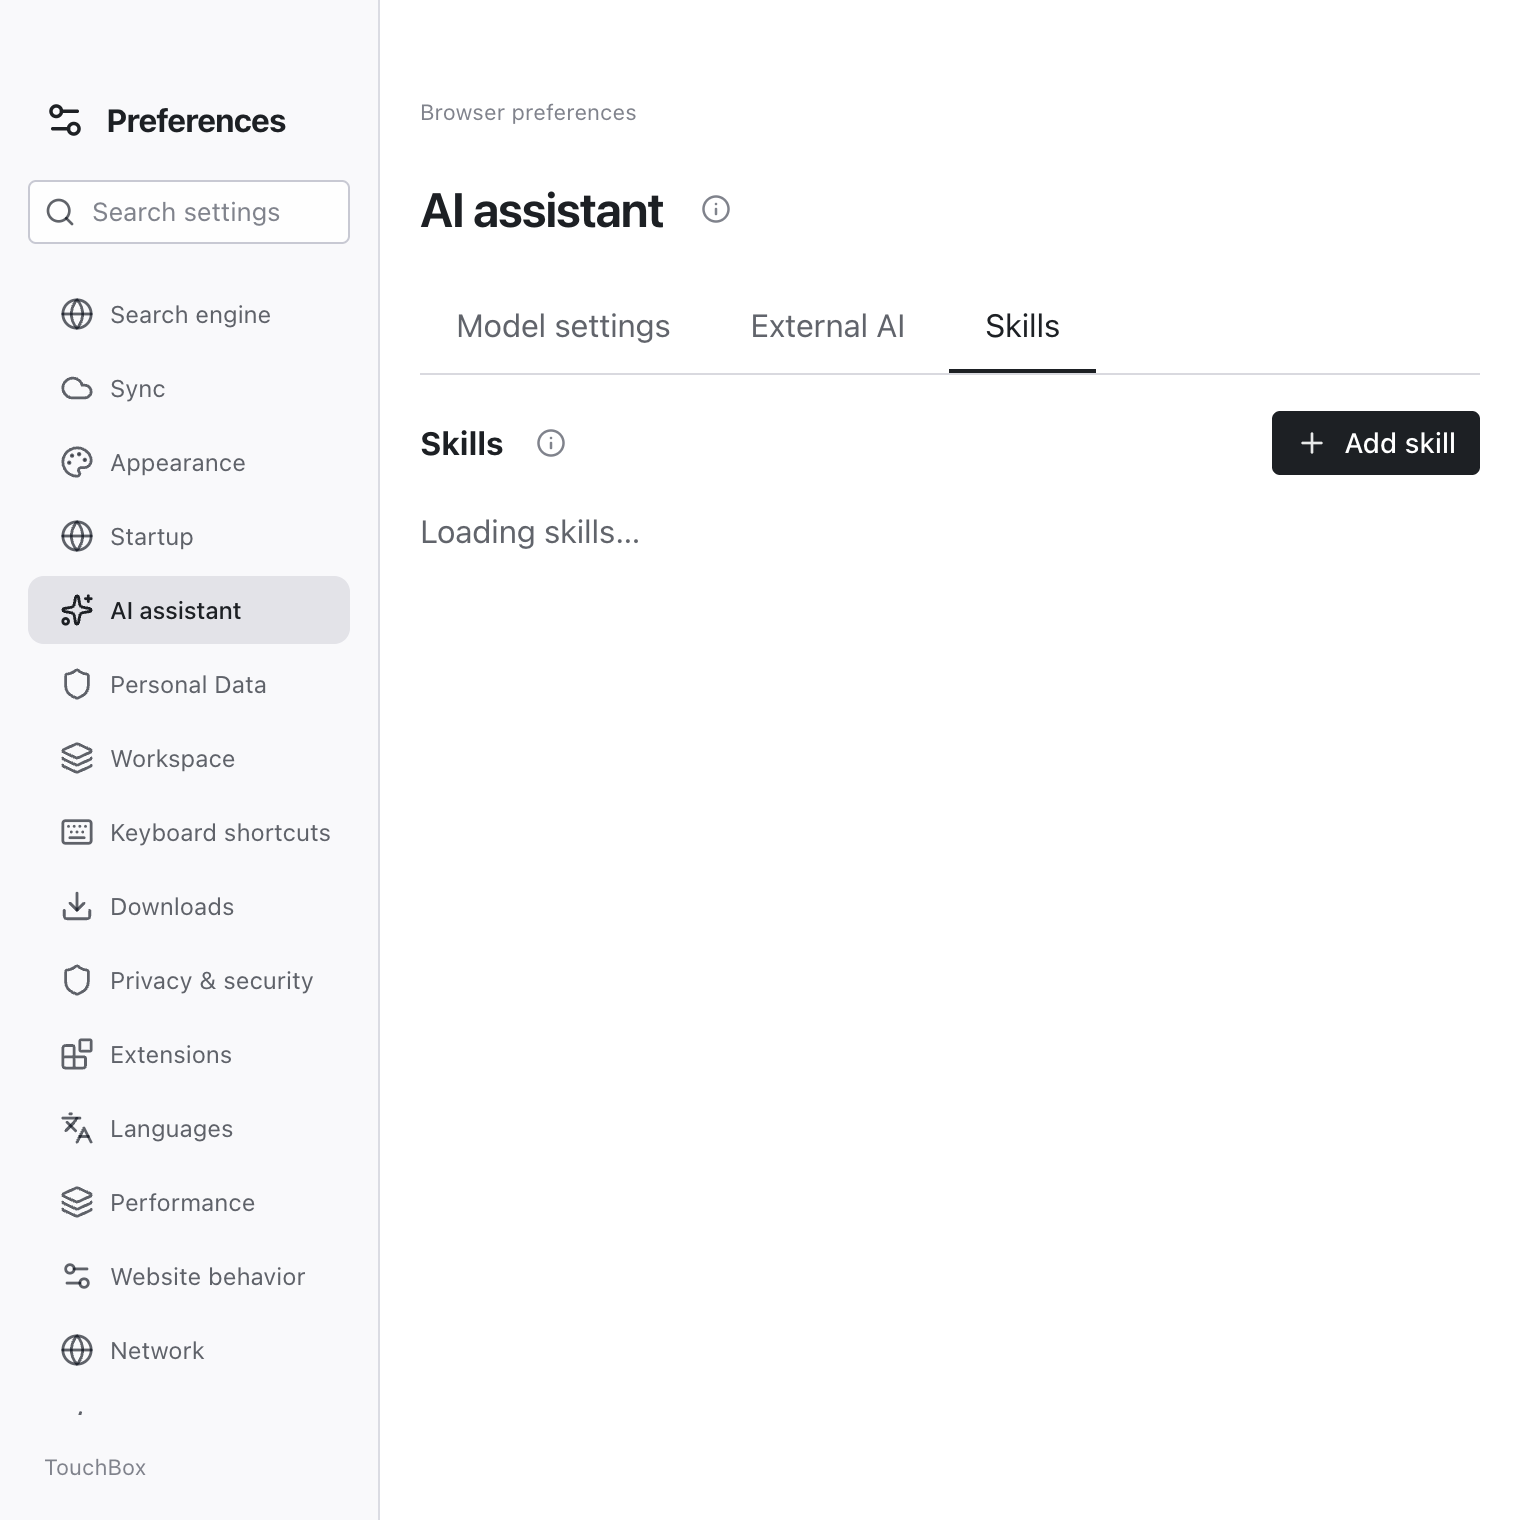 Preferences
Search settings
Search engine
Sync
Appearance
Startup
AI assistant
Personal Data
Workspace
Keyboard shortcuts
Downloads
Privacy & security
Extensions
Languages
Performance
Website behavior
Network
TouchBox
Browser preferences
AI assistant
Model settings External AI Skills
Skills
Add skill
Loading skills...